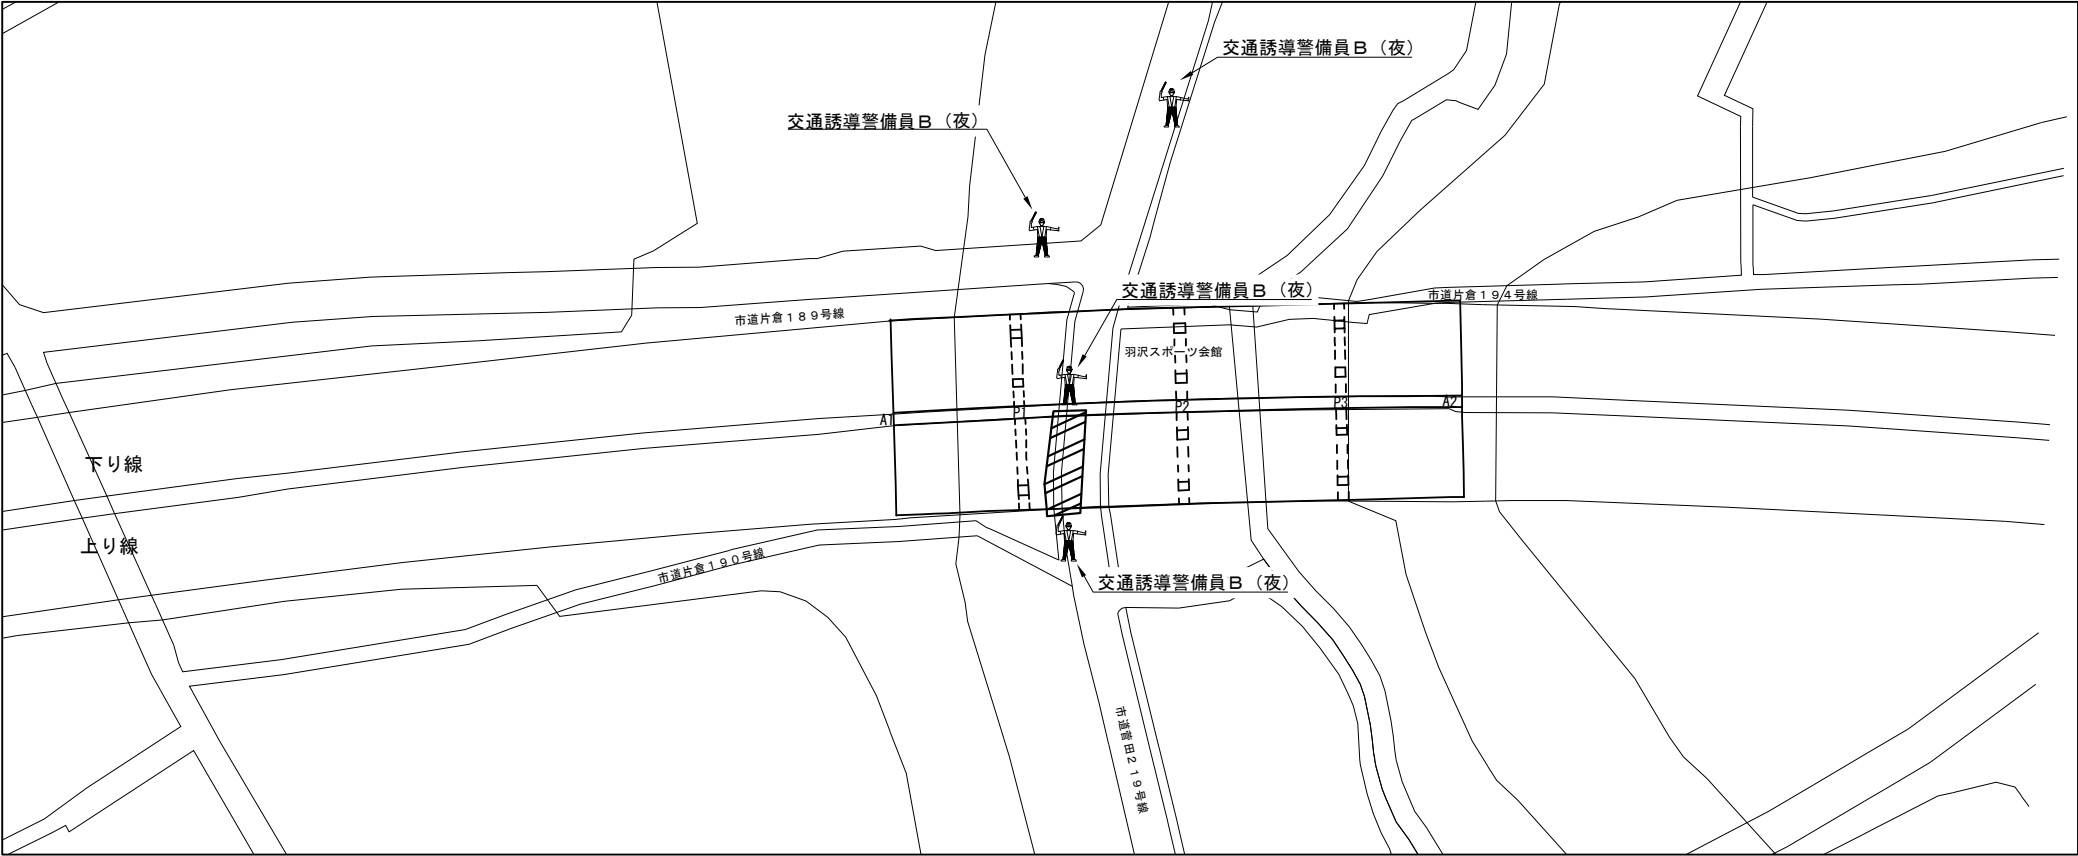 交通誘導警備員Ｂ（夜）
交通誘導警備員Ｂ（夜）
交通誘導警備員Ｂ（夜）
市道片倉１９４号線
市道片倉１８９号線
羽沢スポーツ会館
A1
P1
P2
P3
A2
下り線
上り線
市道片倉１９０号線
交通誘導警備員Ｂ（夜）
市道菅田２１９号線